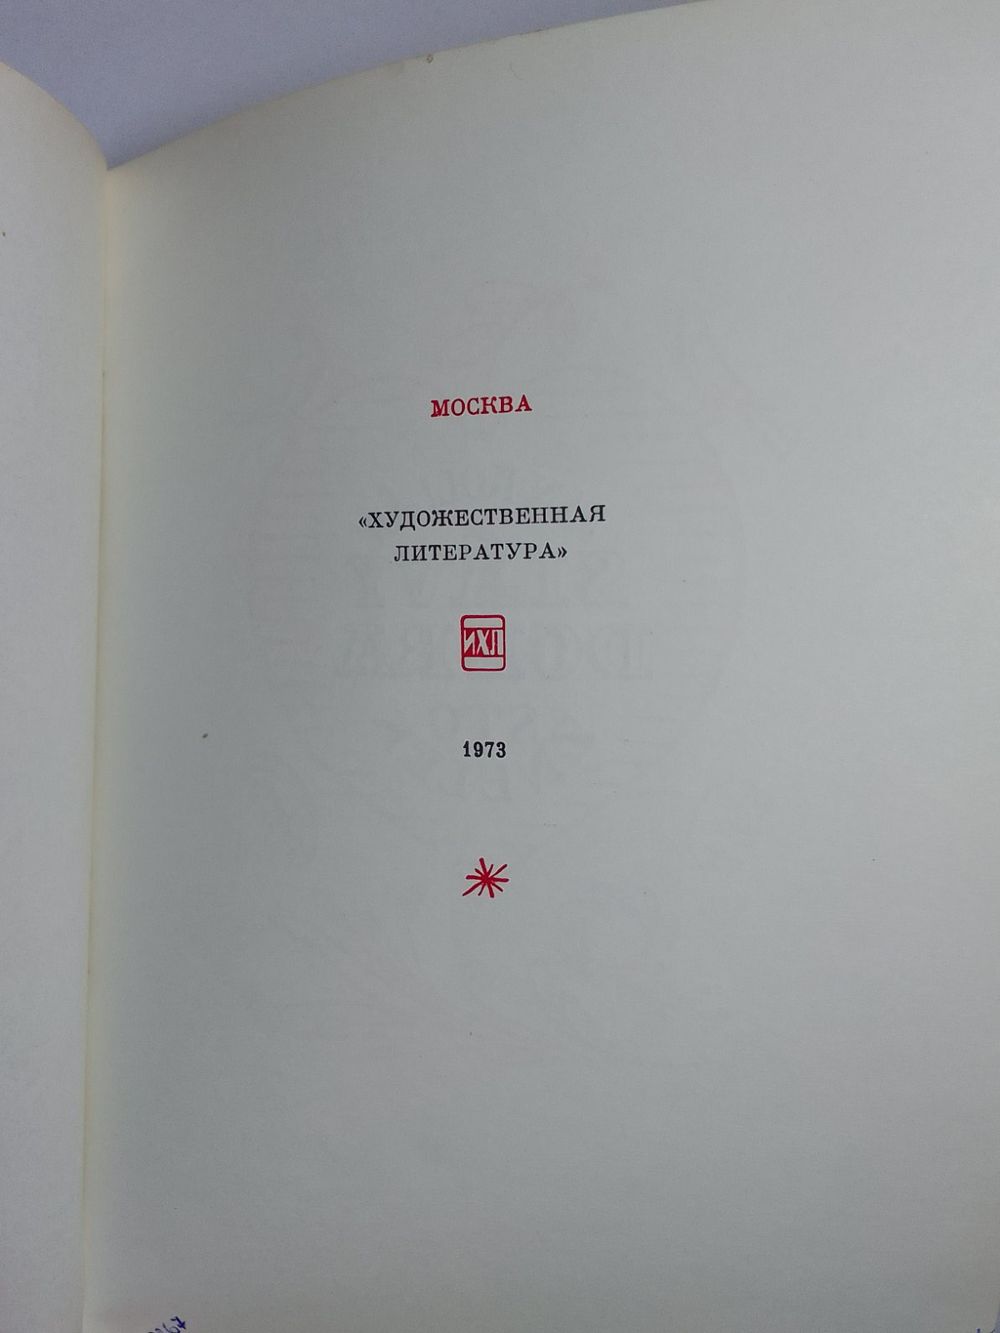 МОСКВА
«ХУДОЖЕСТВЕННАЯ
ЛИТЕРАТУРА»
ИХЛ
1973